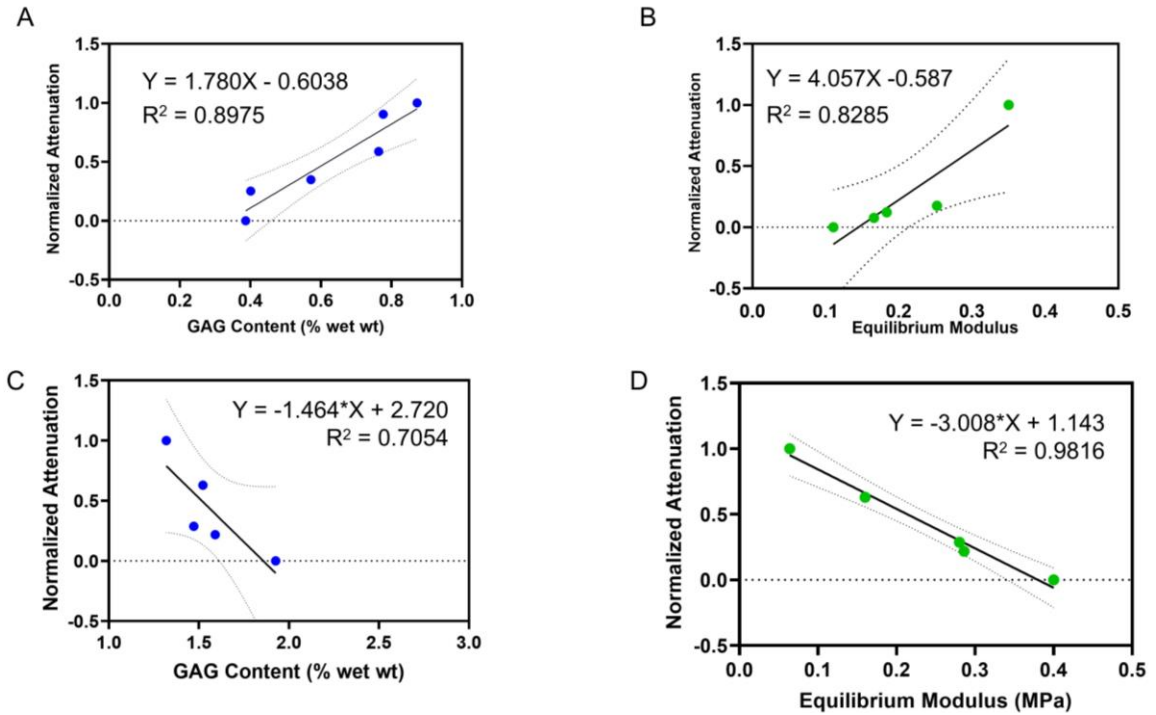 A
1.5
1.0
0.5
0.0
-0.5
Normalized Attenuation
Y = 1.780X - 0.6038
R² = 0.8975
0.0 0.2 0.4 0.6 0.8 1.0
GAG Content (% wet wt)
B
1.5
1.0
0.5
0.0
-0.5
Normalized Attenuation
Y = 4.057X -0.587
R² = 0.8285
0.0 0.1 0.2 0.3 0.4 0.5
Equilibrium Modulus
C
1.5
1.0
0.5
0.0
-0.5
Normalized Attenuation
Y = -1.464*X + 2.720
R² = 0.7054
1.0 1.5 2.0 2.5 3.0
GAG Content (% wet wt)
D
1.5
1.0
0.5
0.0
-0.5
Normalized Attenuation
Y = -3.008*X + 1.143
R² = 0.9816
0.0 0.1 0.2 0.3 0.4 0.5
Equilibrium Modulus (MPa)